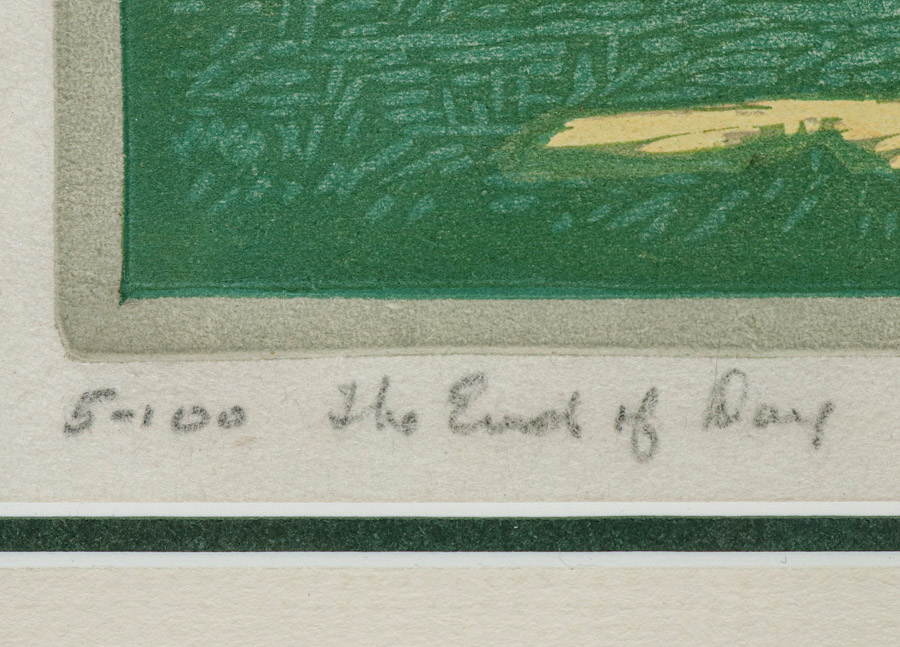 5-100 The End of Day